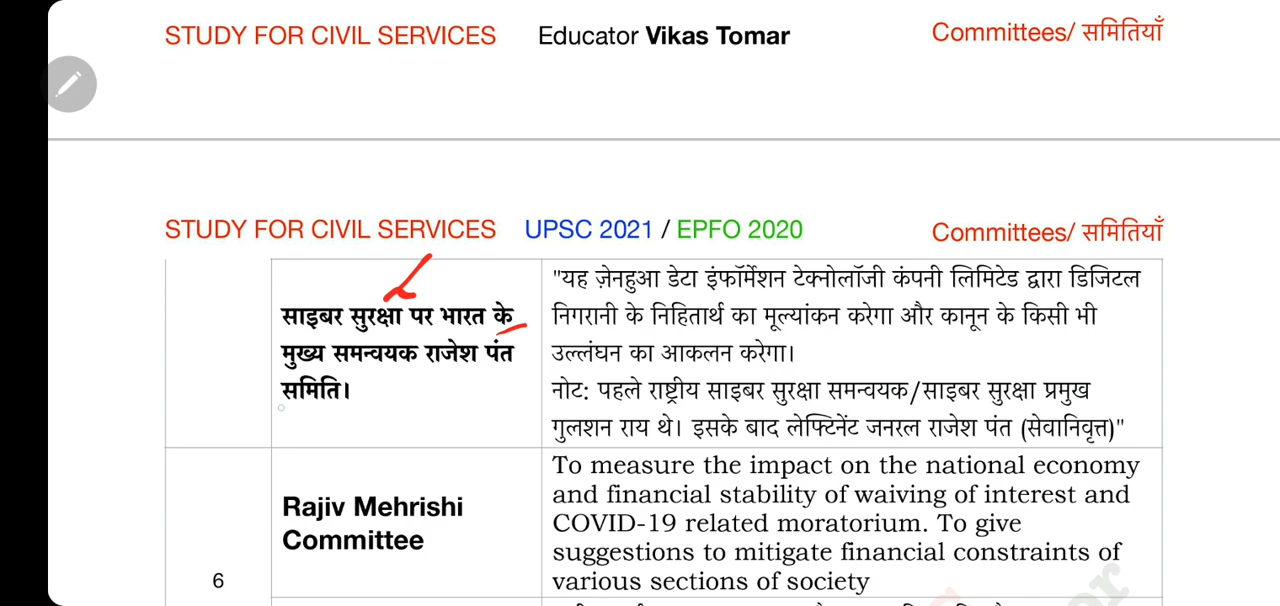 STUDY FOR CIVIL SERVICES Educator Vikas Tomar Committees/ समितियाँ
STUDY FOR CIVIL SERVICES UPSC 2021 / EPFO 2020 Committees/ समितियाँ
साइबर सुरक्षा पर भारत के
मुख्य समन्वयक राजेश पंत
समिति।
"यह ज़ेनहुआ डेटा इंफॉर्मेशन टेक्नोलॉजी कंपनी लिमिटेड द्वारा डिजिटल
निगरानी के निहितार्थ का मूल्यांकन करेगा और कानून के किसी भी
उल्लंघन का आकलन करेगा।
नोट: पहले राष्ट्रीय साइबर सुरक्षा समन्वयक/साइबर सुरक्षा प्रमुख
गुलशन राय थे। इसके बाद लेफ्टिनेंट जनरल राजेश पंत (सेवानिवृत्त)"
6
Rajiv Mehrishi
Committee
To measure the impact on the national economy
and financial stability of waiving of interest and
COVID-19 related moratorium. To give
suggestions to mitigate financial constraints of
various sections of society